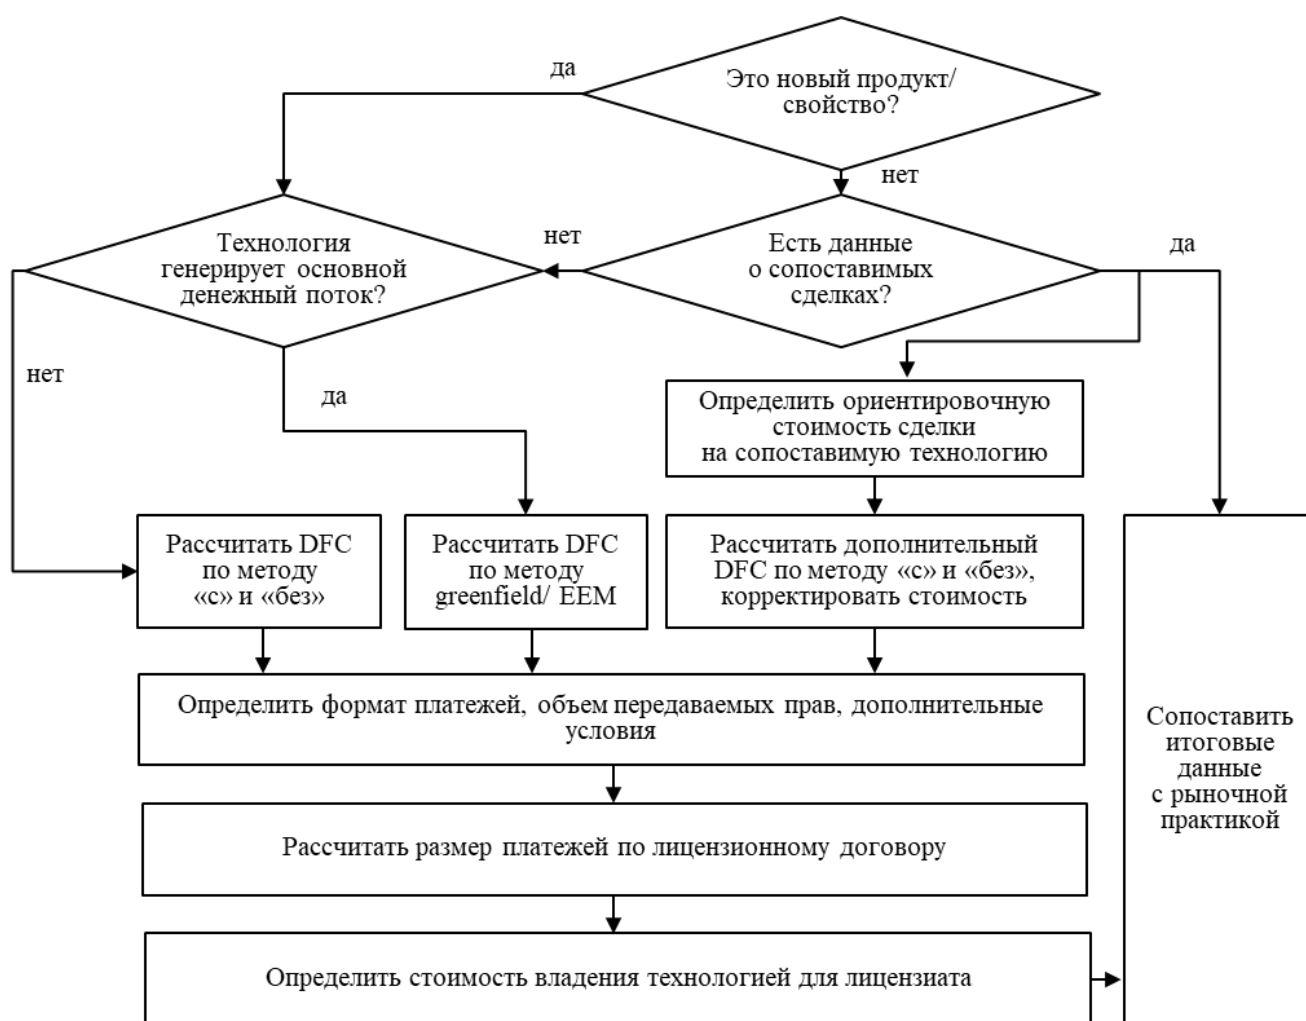 да
Это новый продукт/
свойство?
нет
Технология
генерирует основной
денежный поток?
нет
Есть данные
о сопоставимых
сделках?
да
нет
да
Определить ориентировочную
стоимость сделки
на сопоставимую технологию
Рассчитать DFC
по методу
«с» и «без»
Рассчитать DFC
по методу
greenfield/ EEM
Рассчитать дополнительный
DFC по методу «с» и «без»,
корректировать стоимость
Определить формат платежей, объем передаваемых прав, дополнительные
условия
Сопоставить
итоговые
данные
с рыночной
практикой
Рассчитать размер платежей по лицензионному договору
Определить стоимость владения технологией для лицензиата